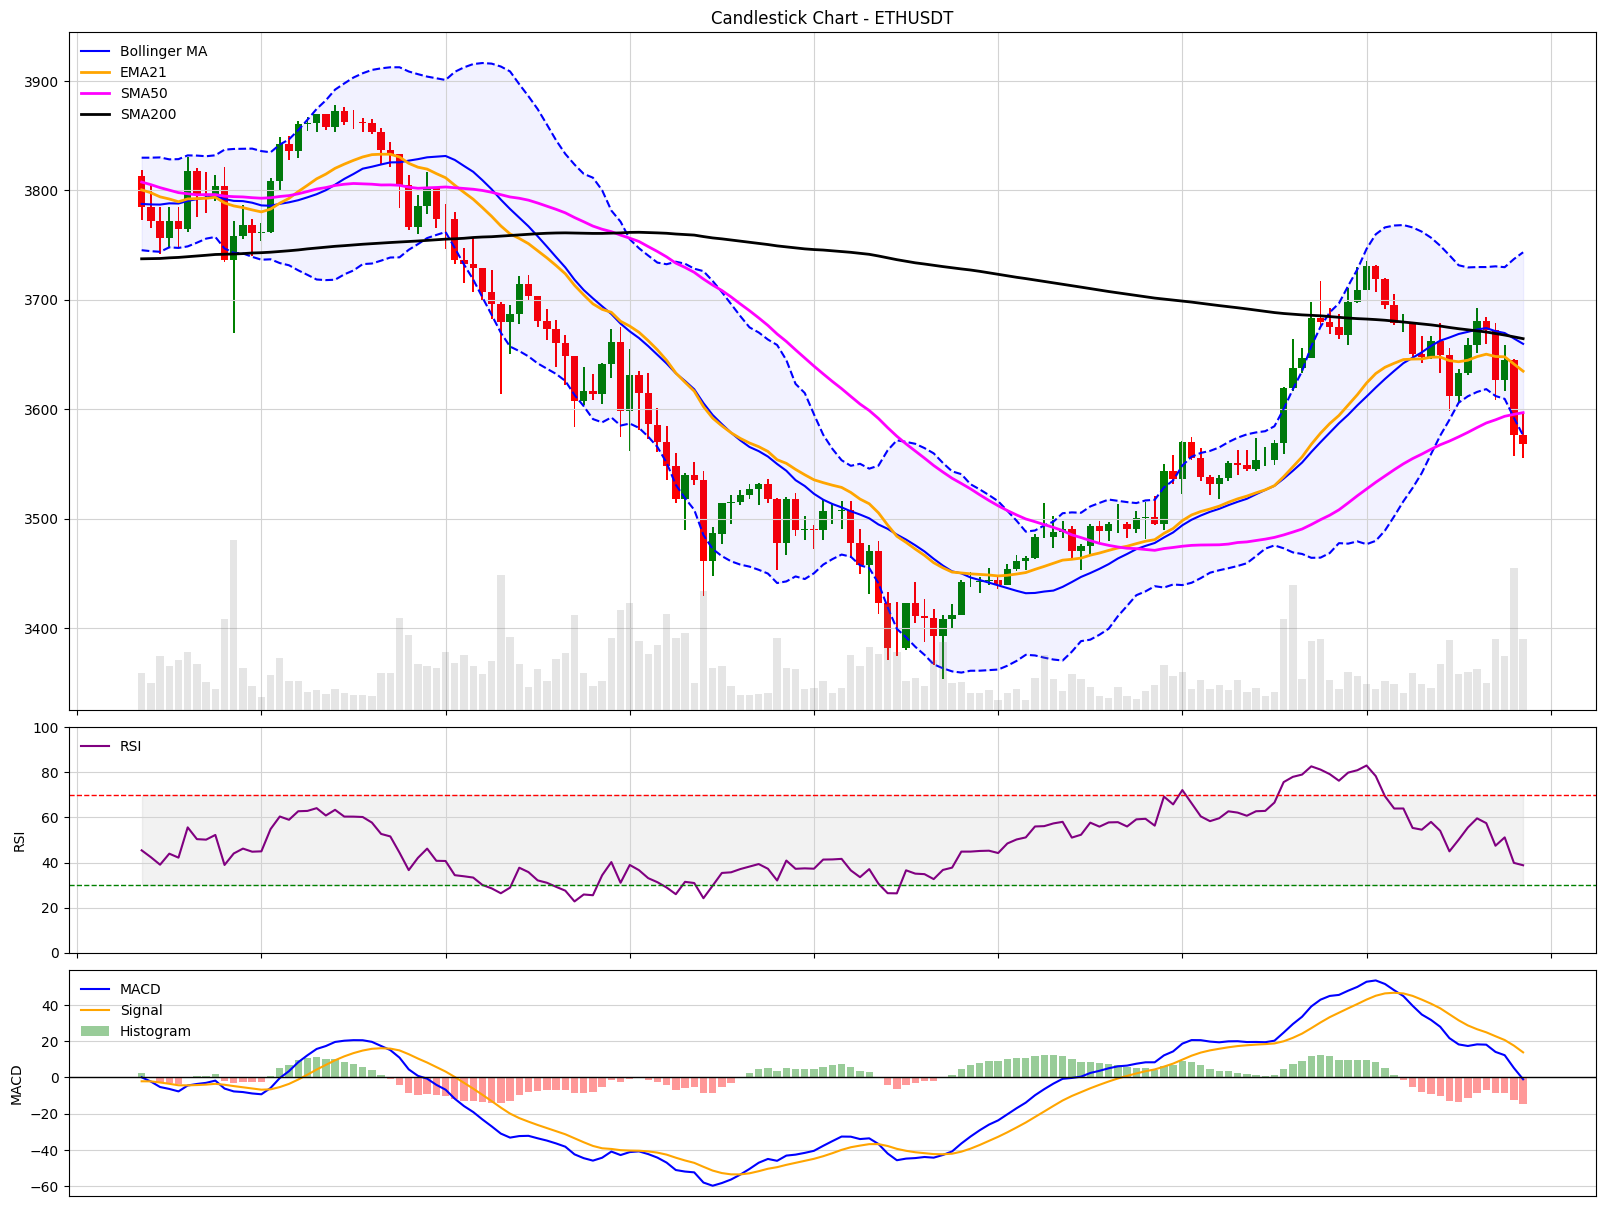 Candlestick Chart - ETHUSDT
Bollinger MA
EMA21
SMA50
SMA200
3900
3800
3700
3600
3500
3400
RSI
100
80
60
40
20
0
RSI
MACD
Signal
Histogram
40
20
0
−20
−40
−60
MACD